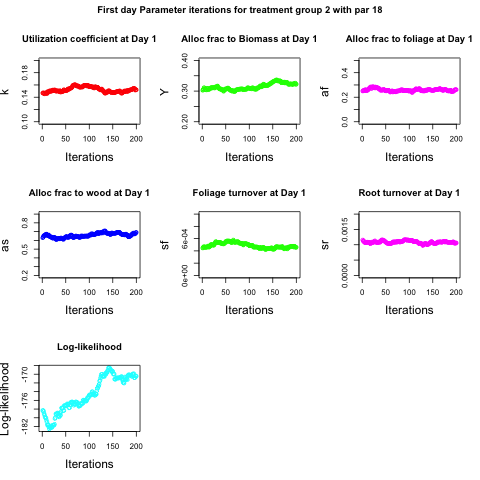 First day Parameter iterations for treatment group 2 with par 18
Utilization coefficient at Day 1
k
0.10 0.14 0.18
0 50 100 150 200
Iterations
Alloc frac to Biomass at Day 1
Y
0.20 0.30 0.40
0 50 100 150 200
Iterations
Alloc frac to foliage at Day 1
af
0.0 0.2 0.4
0 50 100 150 200
Iterations
Alloc frac to wood at Day 1
as
0.2 0.5 0.8
0 50 100 150 200
Iterations
Foliage turnover at Day 1
sf
0e+00 6e-04
0 50 100 150 200
Iterations
Root turnover at Day 1
sr
0.0000 0.0015
0 50 100 150 200
Iterations
Log-likelihood
Log-likelihood
-182 -176 -170
0 50 100 150 200
Iterations